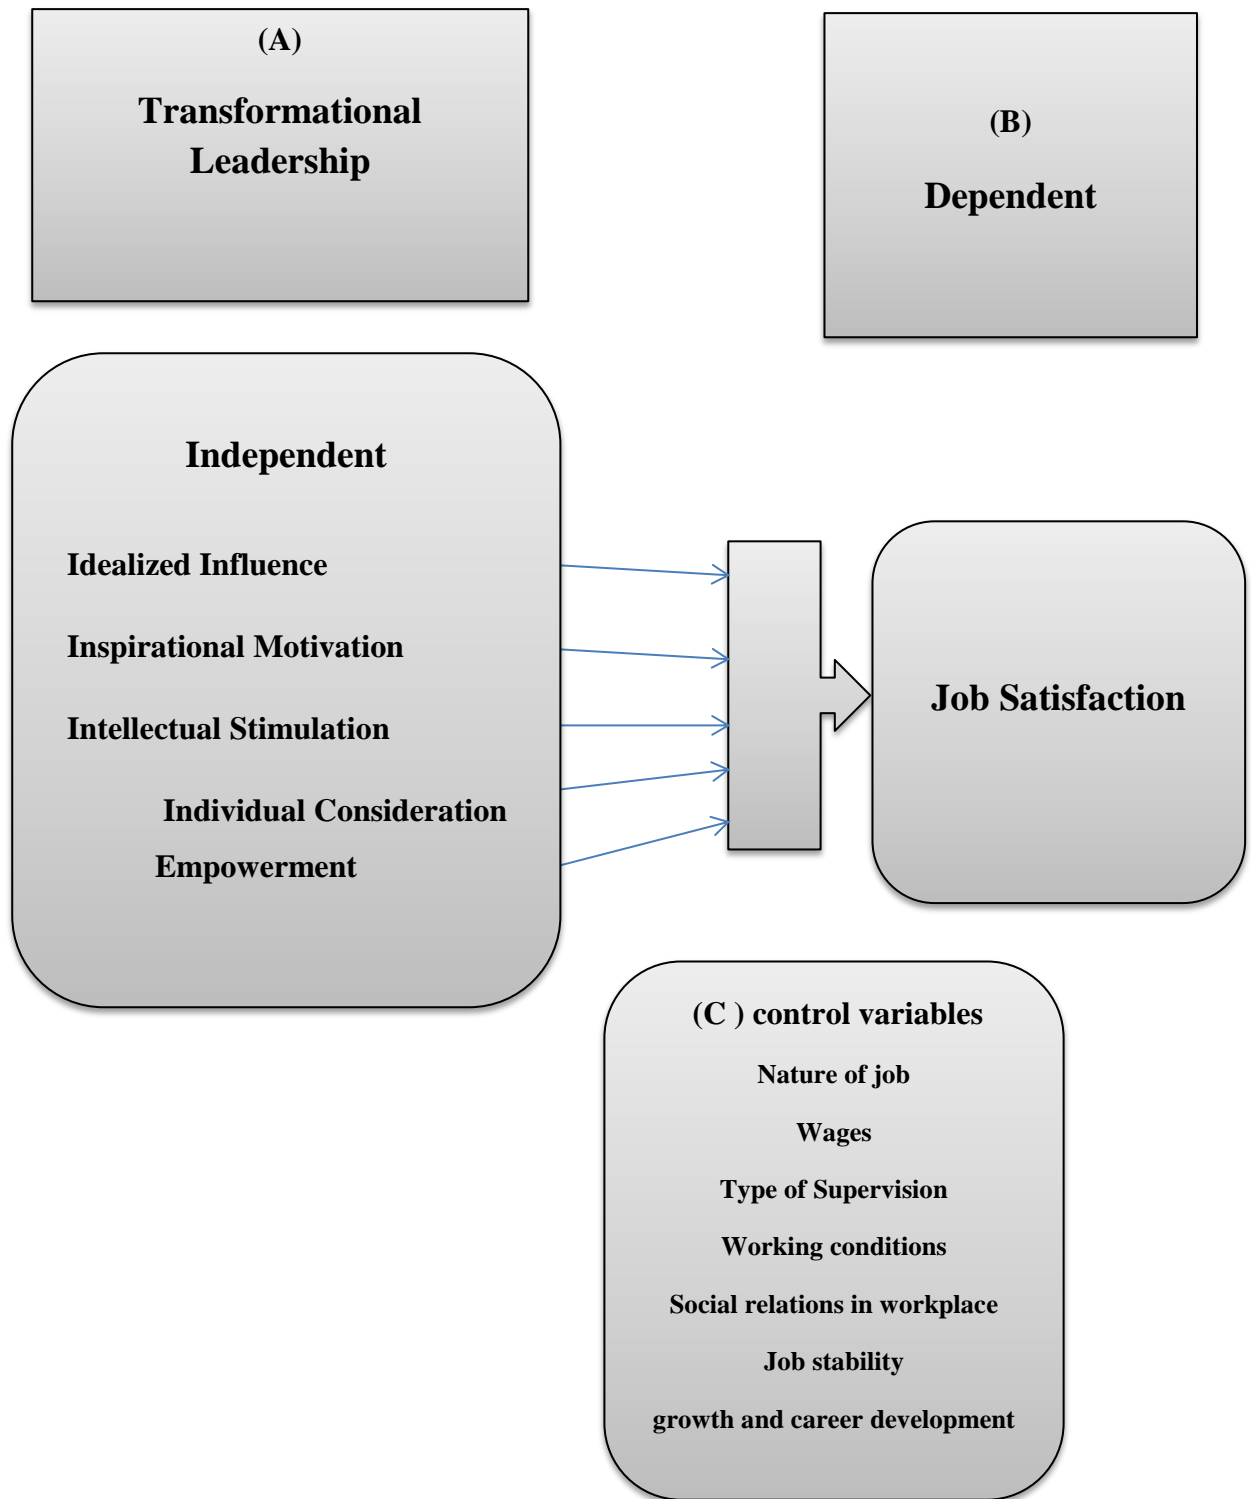 (A)
Transformational
Leadership
(B)
Dependent
Independent
Idealized Influence
Inspirational Motivation
Intellectual Stimulation
Individual Consideration
Empowerment
Job Satisfaction
(C ) control variables
Nature of job
Wages
Type of Supervision
Working conditions
Social relations in workplace
Job stability
growth and career development